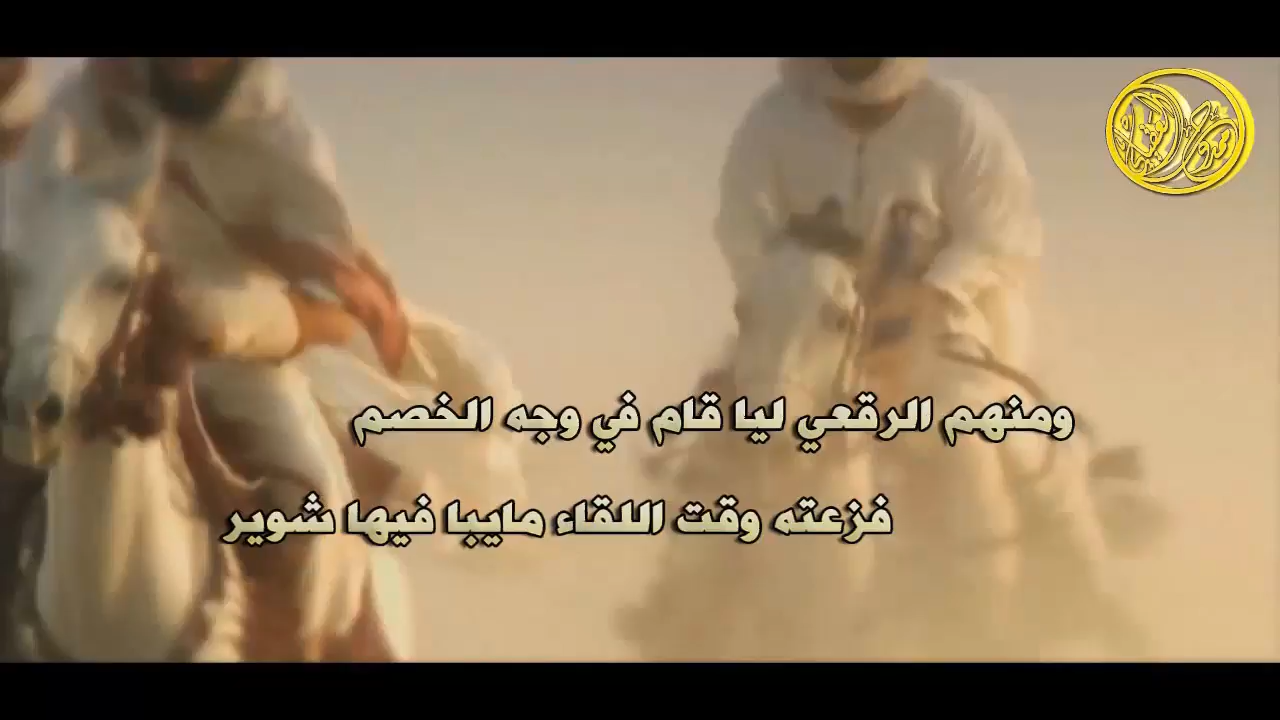 ومنهم الرقعي ليا قام في وجه الخصم
فزعته وقت اللقاء مايبا فيها شوير